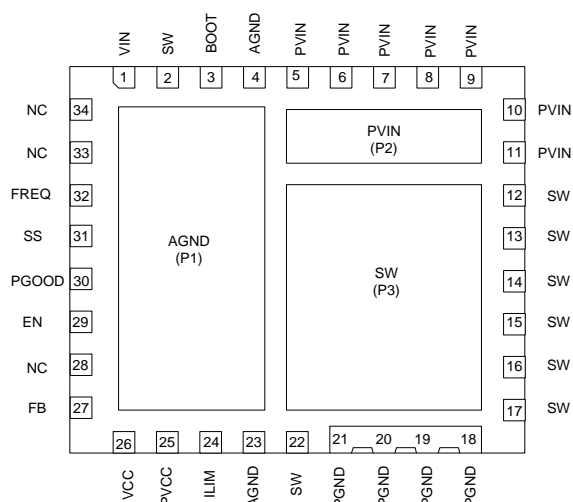 VIN
SW
BOOT
AGND
PVIN
PVIN
PVIN
PVIN
PVIN
1
2
3
4
5
6
7
8
9
NC
34
10
PVIN
NC
33
11
PVIN
FREQ
32
12
SW
SS
31
13
SW
PGOOD
30
14
SW
EN
29
15
SW
NC
28
16
SW
FB
27
17
SW
PVIN
(P2)
AGND
(P1)
SW
(P3)
26
25
24
23
22
21
20
19
18
VCC
PVCC
ILIM
AGND
SW
PGND
PGND
PGND
PGND